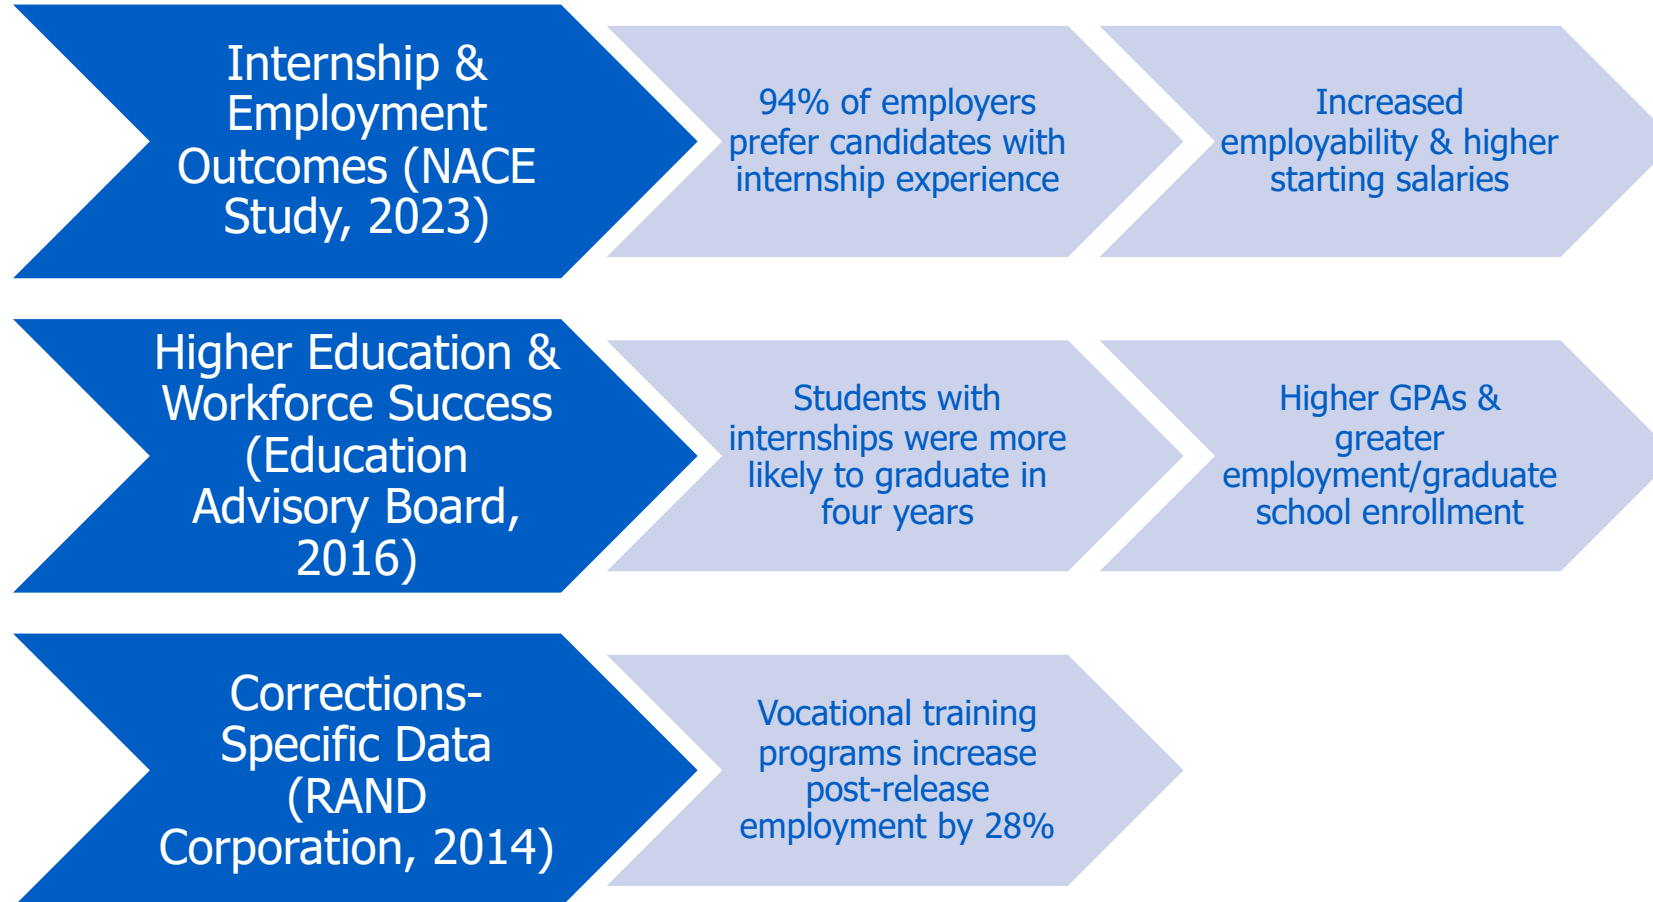 Internship &
Employment
Outcomes (NACE
Study, 2023)
94% of employers
prefer candidates with
internship experience
Increased
employability & higher
starting salaries
Higher Education &
Workforce Success
(Education
Advisory Board,
2016)
Students with
internships were more
likely to graduate in
four years
Higher GPAs &
greater
employment/graduate
school enrollment
Corrections-
Specific Data
(RAND
Corporation, 2014)
Vocational training
programs increase
post-release
employment by 28%